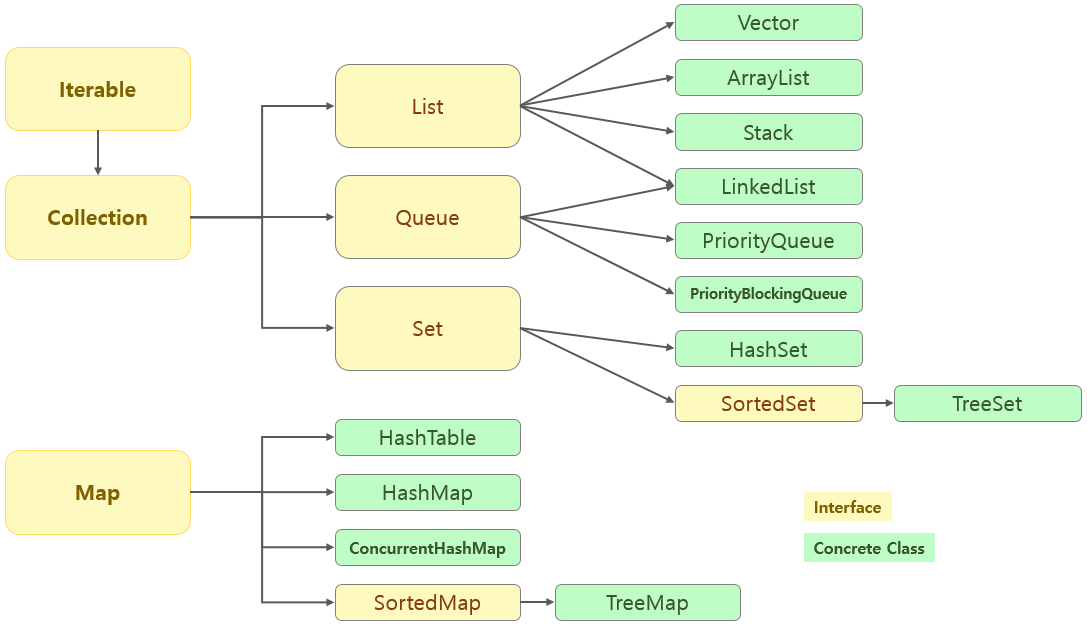 Iterable
Collection
List
Queue
Set
Vector
ArrayList
Stack
LinkedList
PriorityQueue
PriorityBlockingQueue
HashSet
SortedSet
TreeSet
Map
HashTable
HashMap
ConcurrentHashMap
SortedMap
TreeMap
Interface
Concrete Class